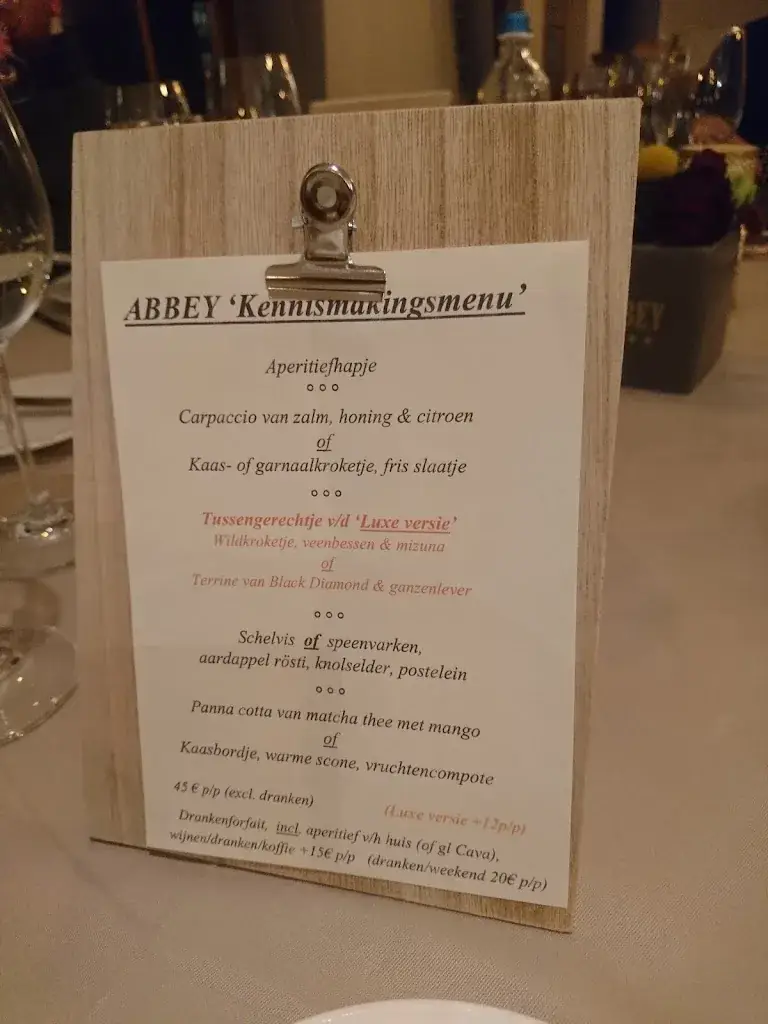 ABBEY ‘Kennismakingsmenu’
Aperitiefhapje
°°°
Carpaccio van zalm, honing & citroen
of
Kaas- of garnaalkroketje, fris slaatje
°°°
Tussengerechtje v/d ‘Luxe versie’
Wildkroketje, veenbessen & mizuna
of
Terrine van Black Diamond & ganzenlever
°°°
Schelvis of speenvarken,
aardappel rösti, knolselder, postelein
°°°
Panna cotta van matcha thee met mango
of
Kaasbordje, warme scone, vruchtencompote
45 € p/p (excl. dranken)
(Luxe versie +12p/p)
Drankenforfait, incl. aperitief v/h huis (of gl Cava),
wijnen/dranken/koffie +15€ p/p (dranken/weekend 20€ p/p)